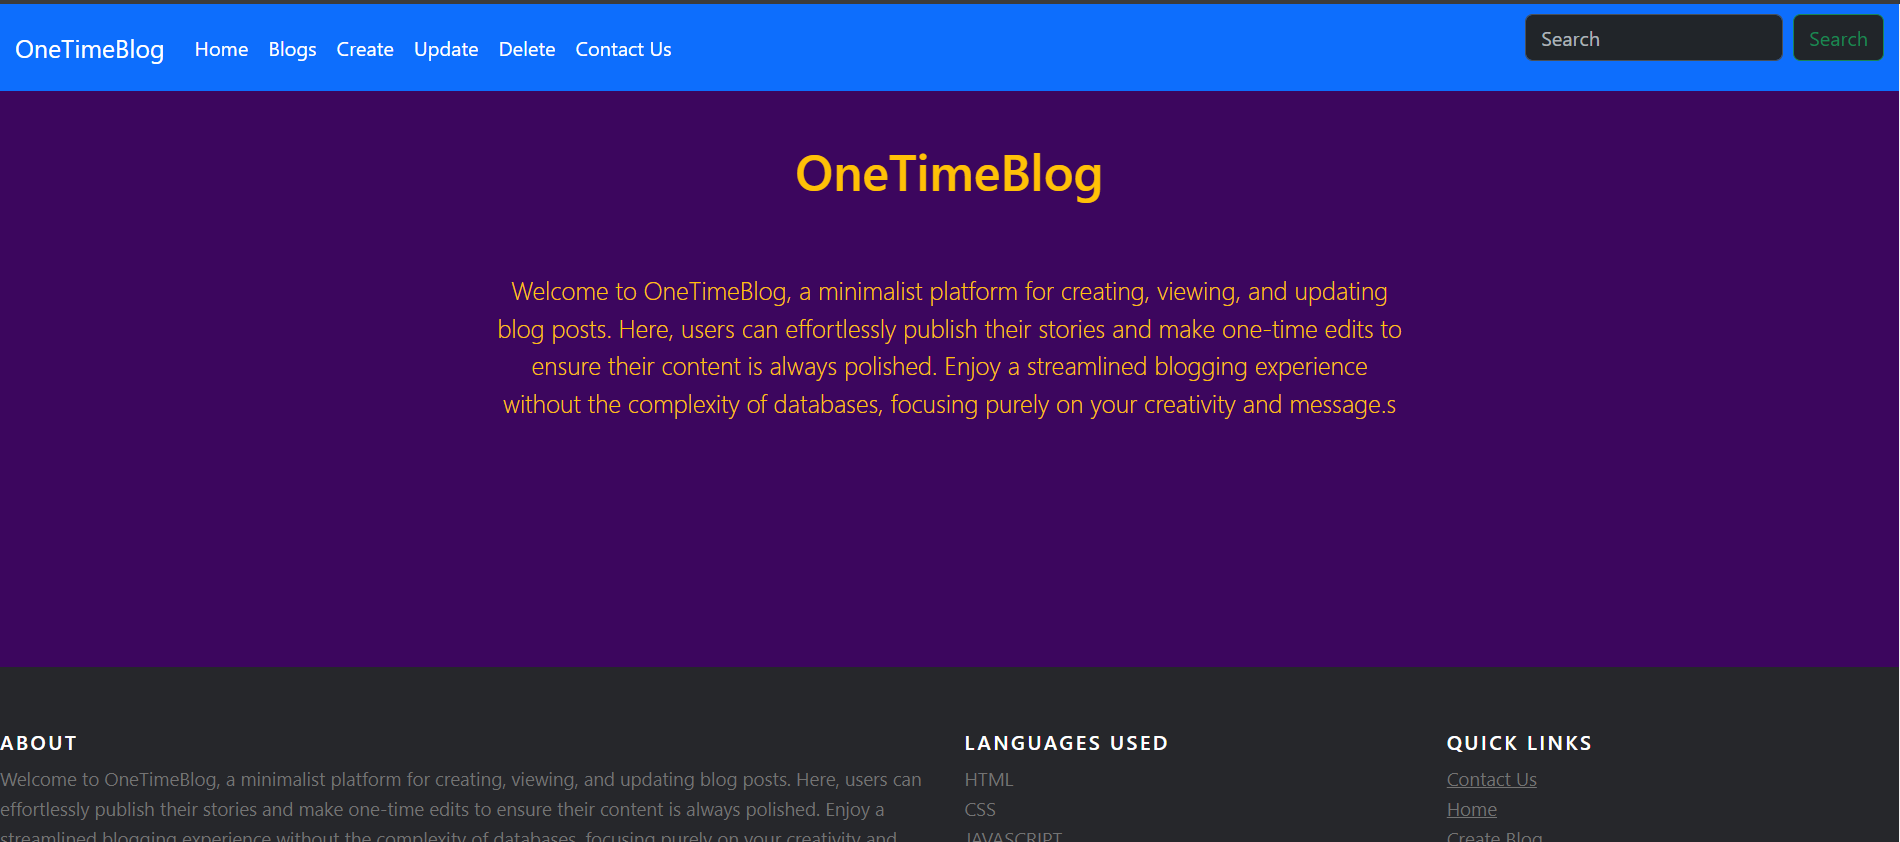 OneTimeBlog Home Blogs Create Update Delete Contact Us Search Search
OneTimeBlog
Welcome to OneTimeBlog, a minimalist platform for creating, viewing, and updating
blog posts. Here, users can effortlessly publish their stories and make one-time edits to
ensure their content is always polished. Enjoy a streamlined blogging experience
without the complexity of databases, focusing purely on your creativity and message.s
ABOUT
Welcome to OneTimeBlog, a minimalist platform for creating, viewing, and updating blog posts. Here, users can
effortlessly publish their stories and make one-time edits to ensure their content is always polished. Enjoy a
streamlined blogging experience without the complexity of databases, focusing purely on your creativity and
LANGUAGES USED
HTML
CSS
JAVASCRIPT
QUICK LINKS
Contact Us
Home
Create Blog